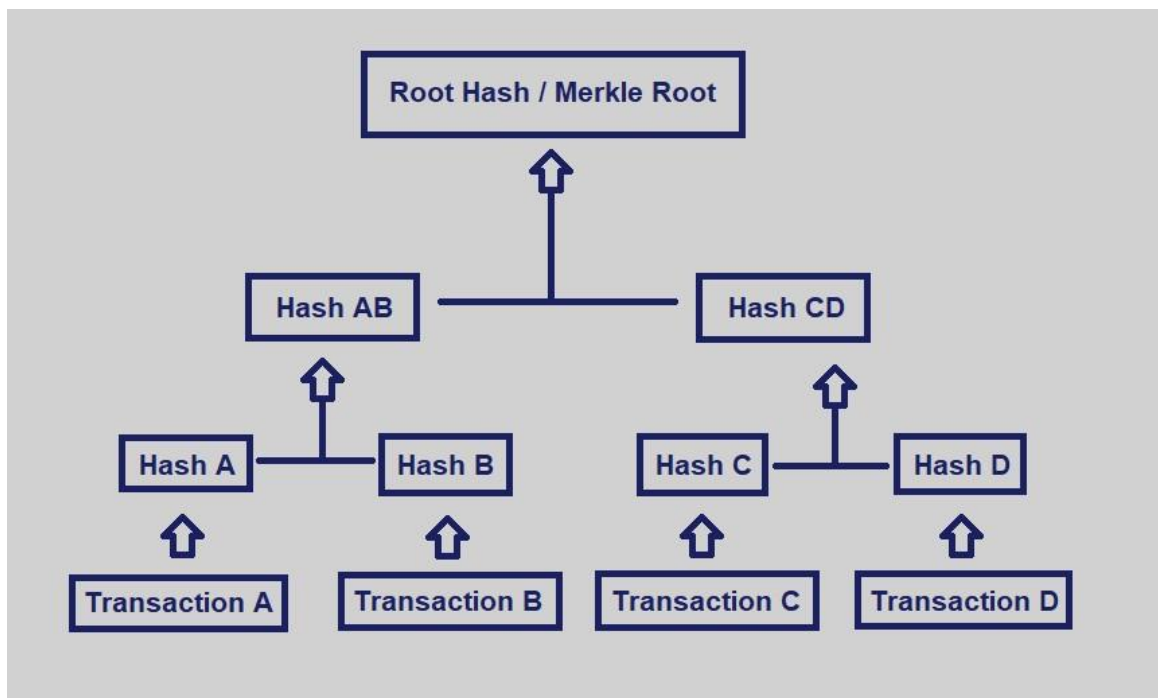 Root Hash / Merkle Root
Hash AB
Hash CD
Hash A
Hash B
Hash C
Hash D
Transaction A
Transaction B
Transaction C
Transaction D